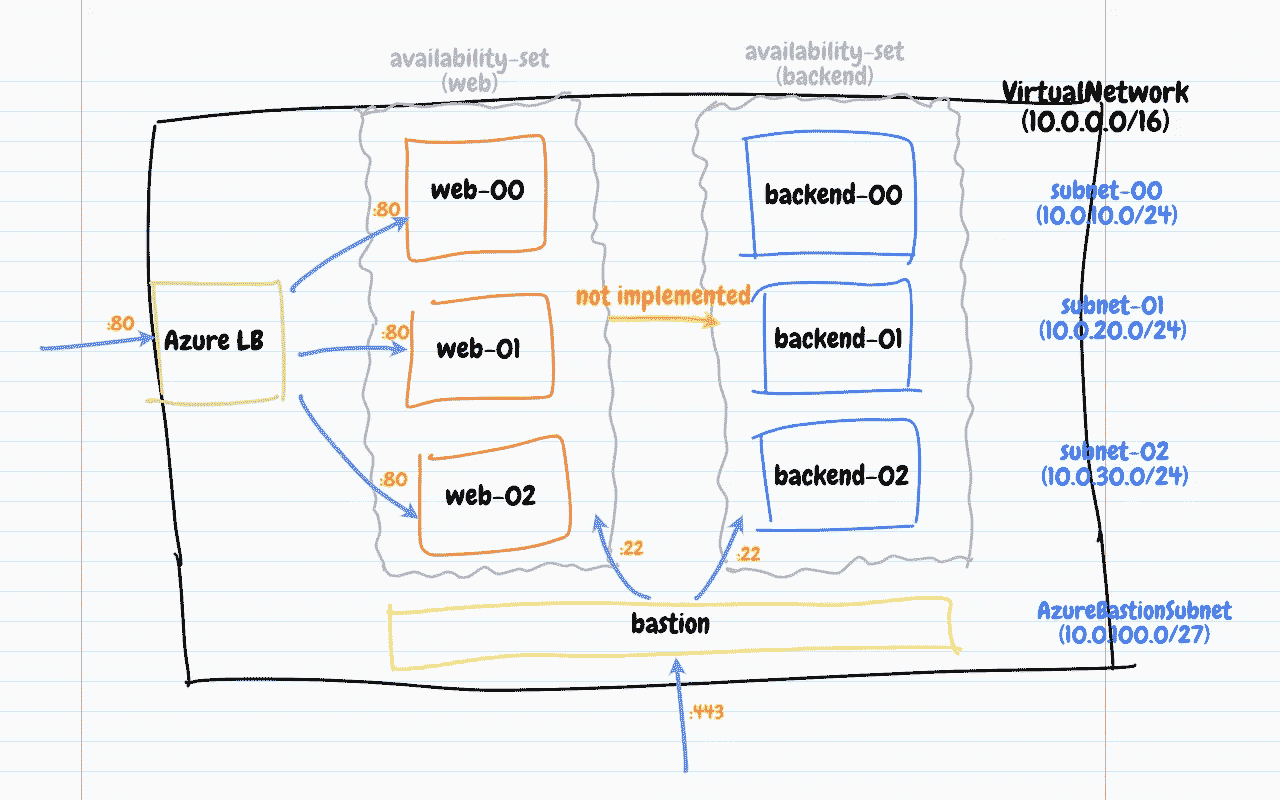 availability-set
(web)
availability-set
(backend)
VirtualNetwork
(10.0.0.0/16)
web-00
backend-00
subnet-00
(10.0.10.0/24)
:80
not implemented
subnet-01
(10.0.20.0/24)
:80
:80
Azure LB
web-01
backend-01
subnet-02
(10.0.30.0/24)
:80
web-02
backend-02
:22
:22
bastion
AzureBastionSubnet
(10.0.100.0/27)
:443